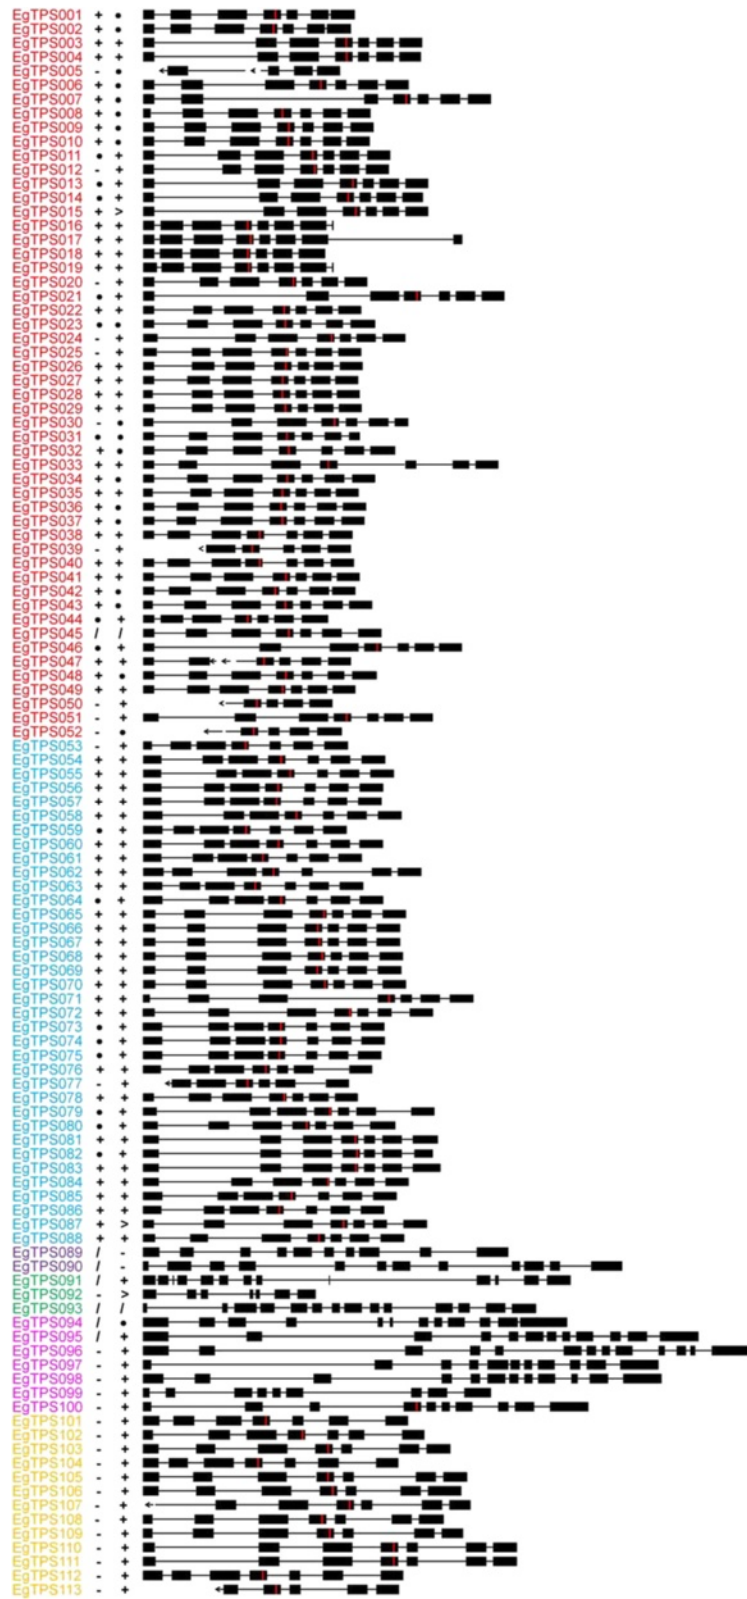 EgTPS001 + •
EgTPS002 + •
EgTPS003 + +
EgTPS004 + +
EgTPS005 - •
EgTPS006 + •
EgTPS007 + •
EgTPS008 + •
EgTPS009 + •
EgTPS010 + •
EgTPS011 • +
EgTPS012 - +
EgTPS013 • +
EgTPS014 • +
EgTPS015 + >
EgTPS016 + +
EgTPS017 + +
EgTPS018 + +
EgTPS019 + +
EgTPS020 - +
EgTPS021 • +
EgTPS022 + +
EgTPS023 • •
EgTPS024 - +
EgTPS025 - +
EgTPS026 + +
EgTPS027 + +
EgTPS028 + +
EgTPS029 + +
EgTPS030 - •
EgTPS031 • •
EgTPS032 + •
EgTPS033 + +
EgTPS034 + •
EgTPS035 + +
EgTPS036 + •
EgTPS037 + •
EgTPS038 + +
EgTPS039 - +
EgTPS040 + +
EgTPS041 + +
EgTPS042 + •
EgTPS043 + •
EgTPS044 • +
EgTPS045 / /
EgTPS046 • +
EgTPS047 + +
EgTPS048 + •
EgTPS049 + +
EgTPS050 - +
EgTPS051 - +
EgTPS052 - •
EgTPS053 - +
EgTPS054 + +
EgTPS055 + +
EgTPS056 + +
EgTPS057 + +
EgTPS058 + +
EgTPS059 • +
EgTPS060 + +
EgTPS061 + +
EgTPS062 + +
EgTPS063 + +
EgTPS064 • +
EgTPS065 + +
EgTPS066 + +
EgTPS067 + +
EgTPS068 + +
EgTPS069 + +
EgTPS070 + +
EgTPS071 + +
EgTPS072 + +
EgTPS073 • +
EgTPS074 • +
EgTPS075 • +
EgTPS076 + +
EgTPS077 - +
EgTPS078 + +
EgTPS079 • +
EgTPS080 • +
EgTPS081 + +
EgTPS082 • +
EgTPS083 + +
EgTPS084 + +
EgTPS085 + +
EgTPS086 + +
EgTPS087 + >
EgTPS088 + +
EgTPS089 / -
EgTPS090 / -
EgTPS091 / +
EgTPS092 - >
EgTPS093 / /
EgTPS094 / •
EgTPS095 / +
EgTPS096 - +
EgTPS097 - +
EgTPS098 - +
EgTPS099 - +
EgTPS100 - +
EgTPS101 - +
EgTPS102 - +
EgTPS103 - +
EgTPS104 - +
EgTPS105 - +
EgTPS106 - +
EgTPS107 - +
EgTPS108 - +
EgTPS109 - +
EgTPS110 - +
EgTPS111 - +
EgTPS112 - +
EgTPS113 - +